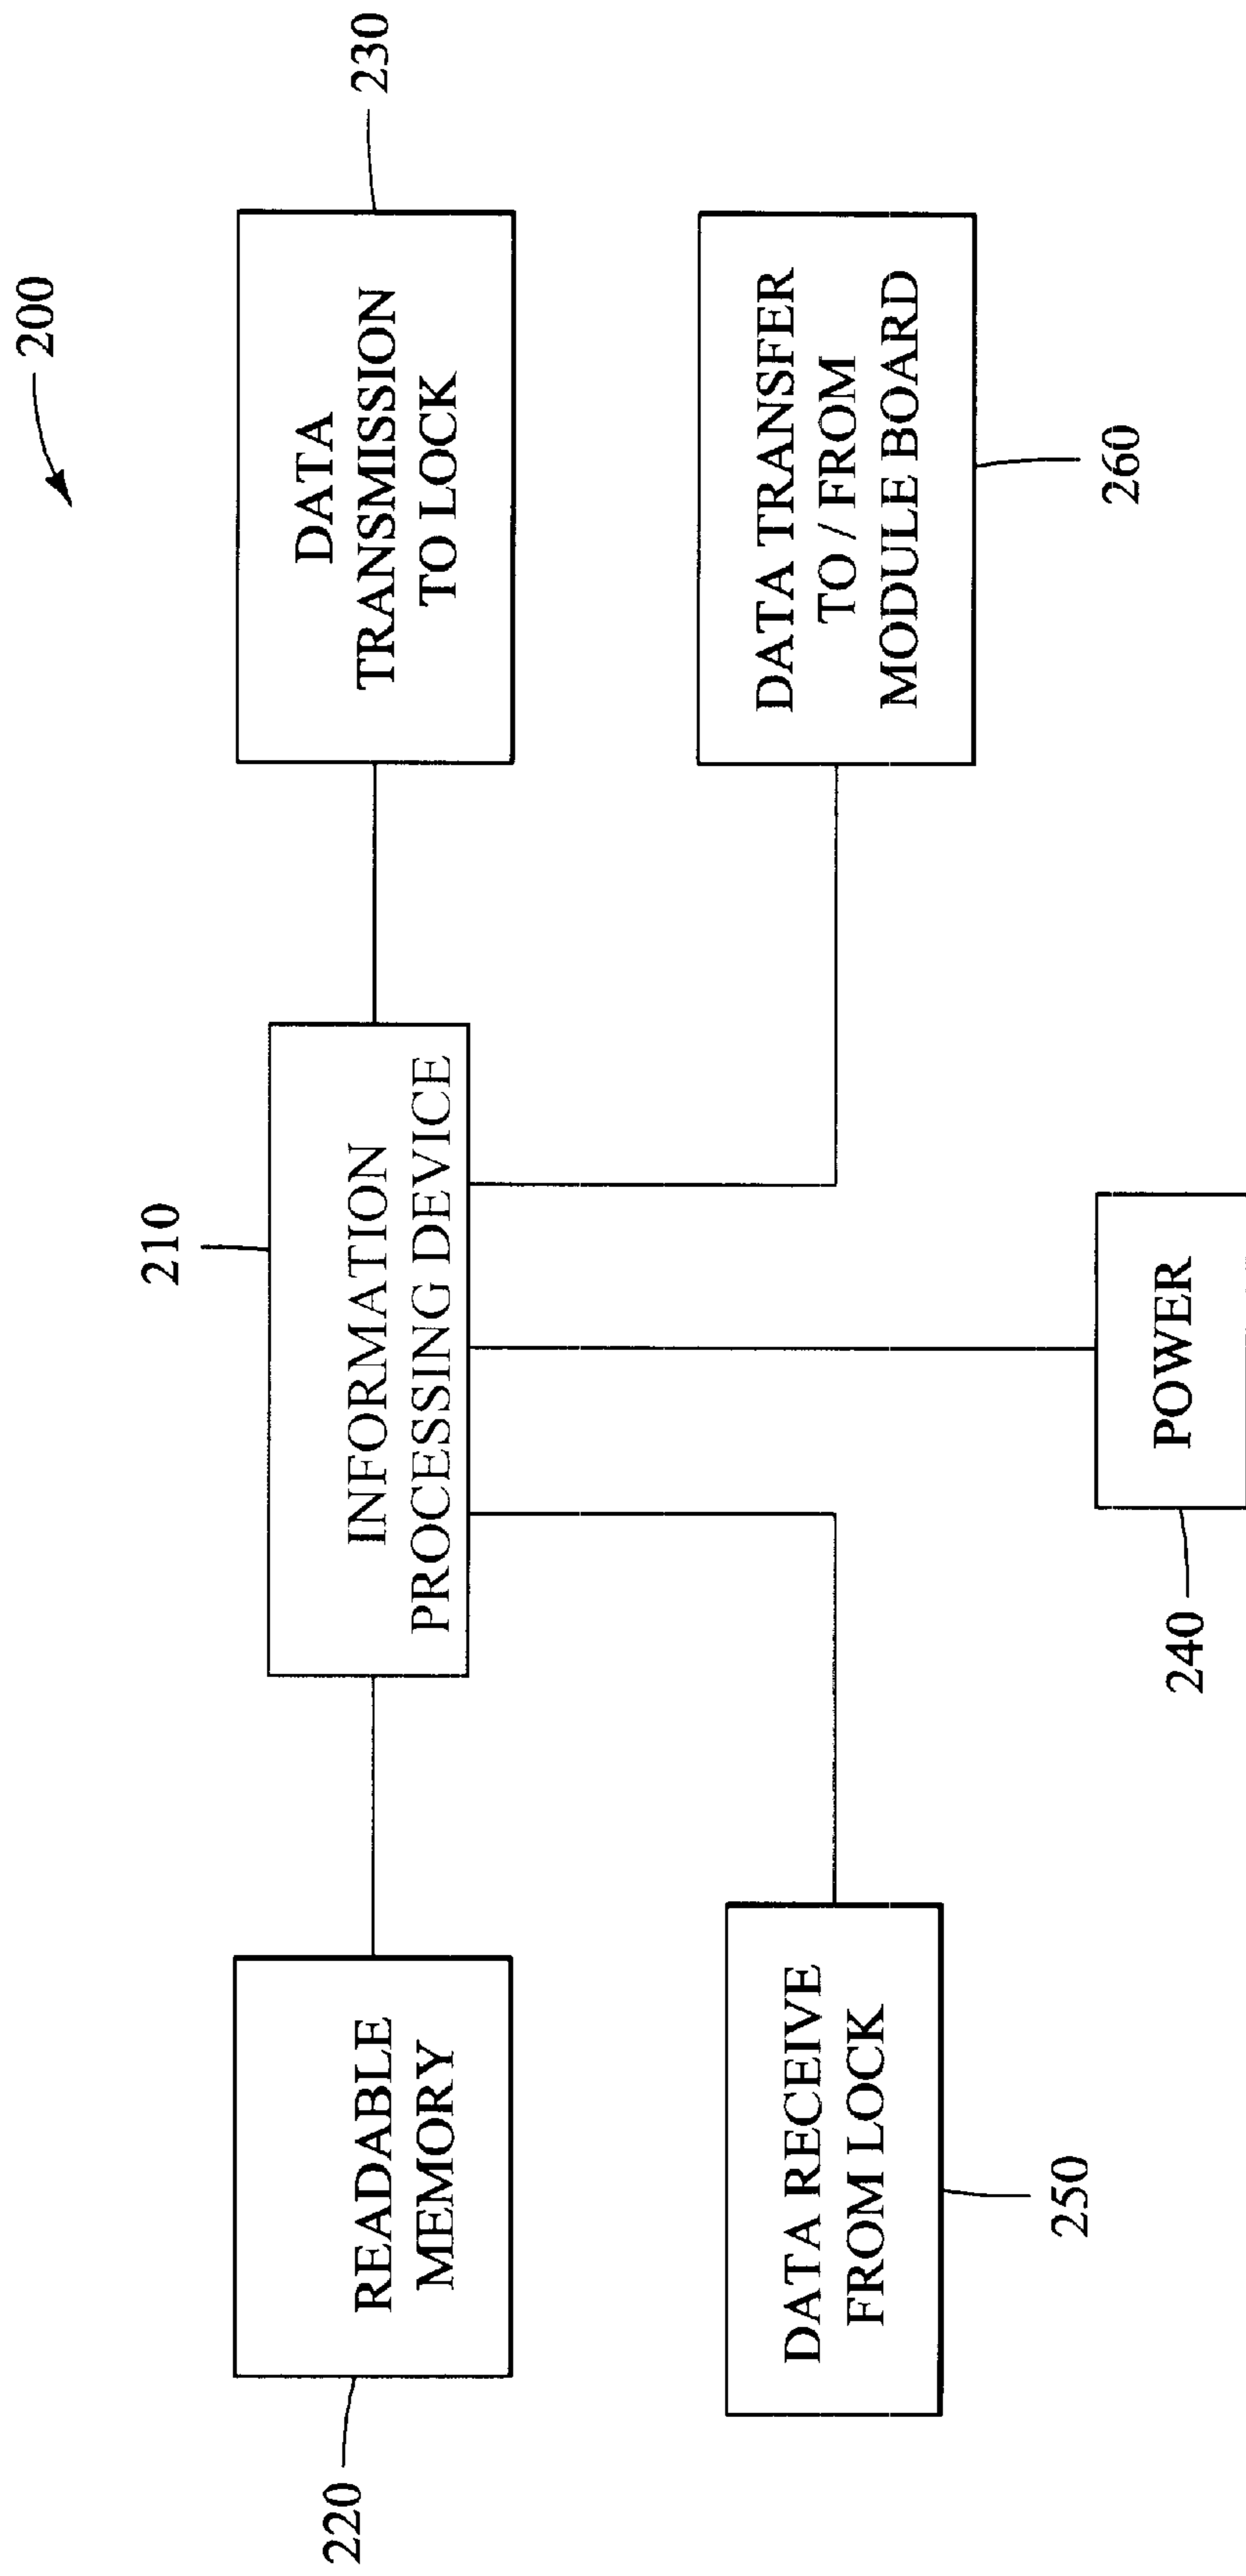 200
210
220
READABLE
MEMORY
INFORMATION
PROCESSING DEVICE
DATA
TRANSMISSION
TO LOCK
230
DATA RECEIVE
FROM LOCK
250
DATA TRANSFER
TO / FROM
MODULE BOARD
260
240
POWER